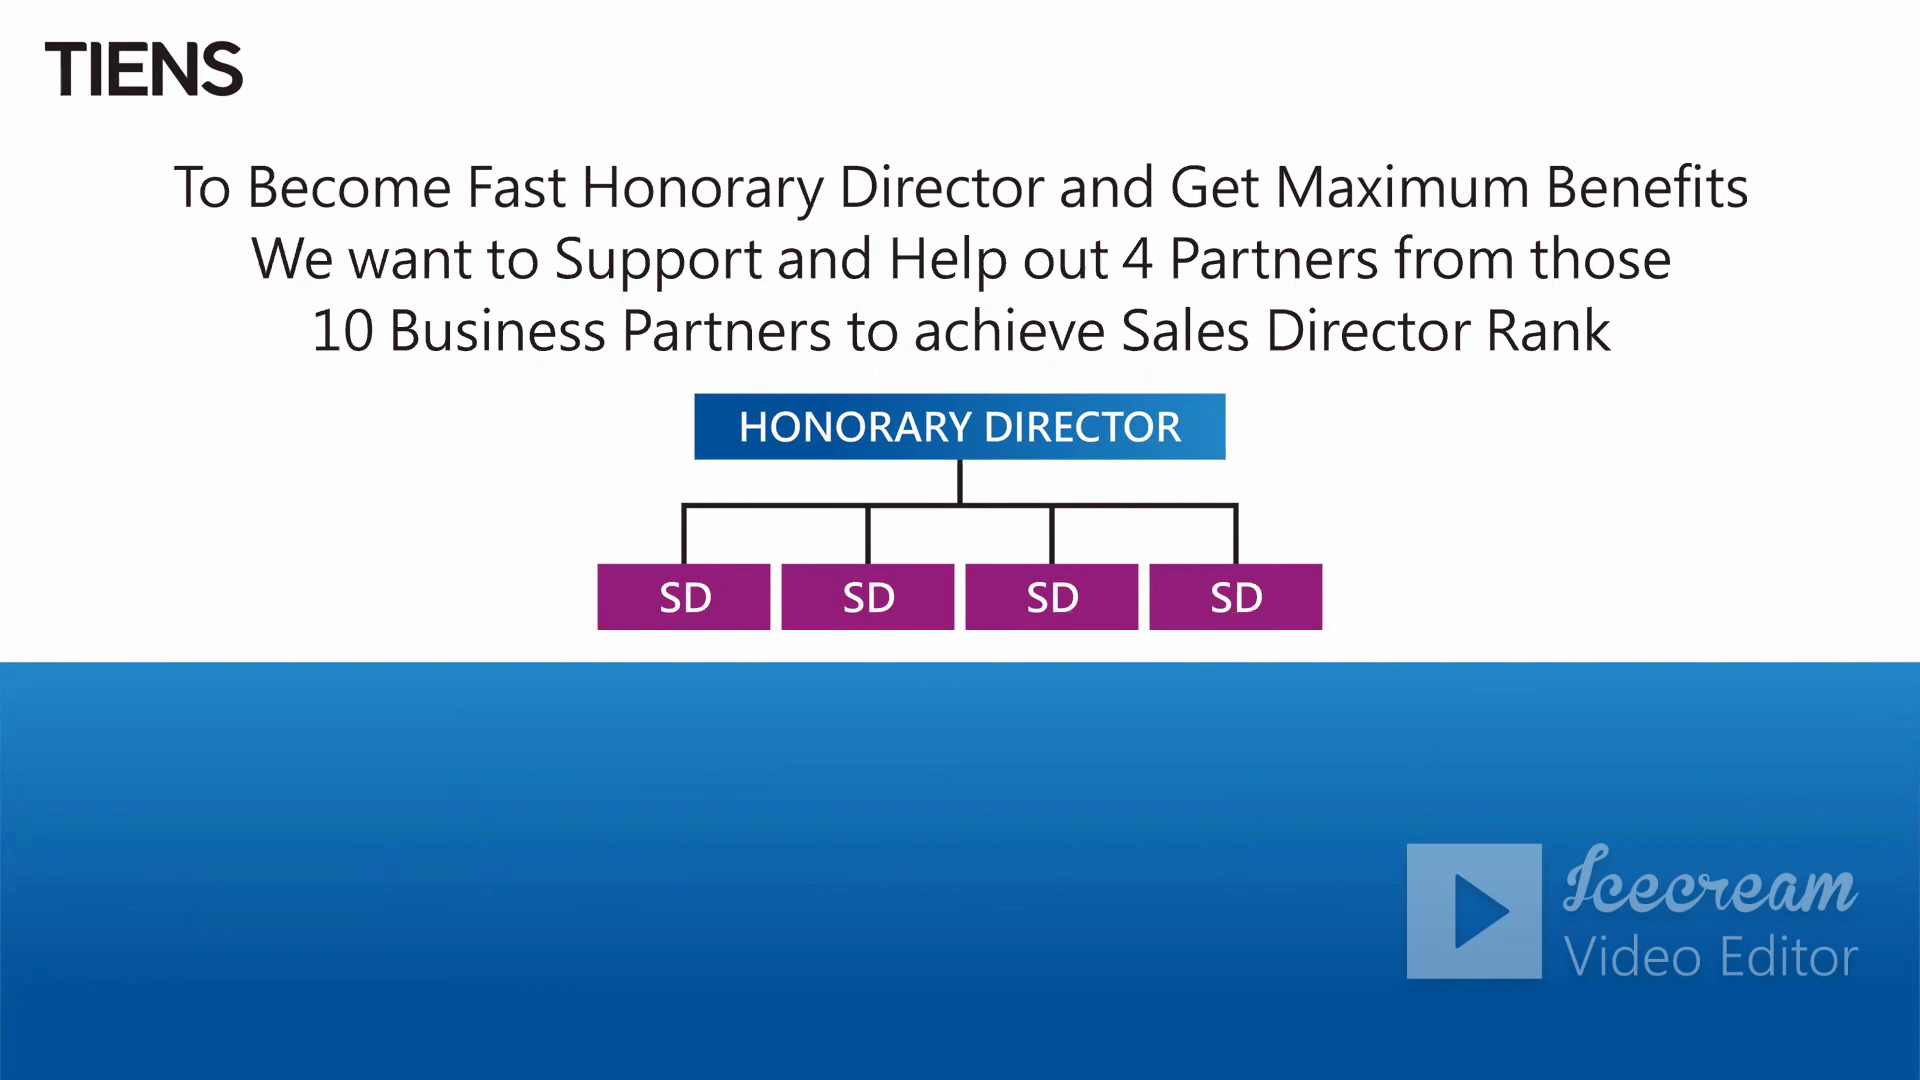 TIENS
To Become Fast Honorary Director and Get Maximum Benefits
We want to Support and Help out 4 Partners from those
10 Business Partners to achieve Sales Director Rank
HONORARY DIRECTOR
SD SD SD SD
Icecream
Video Editor